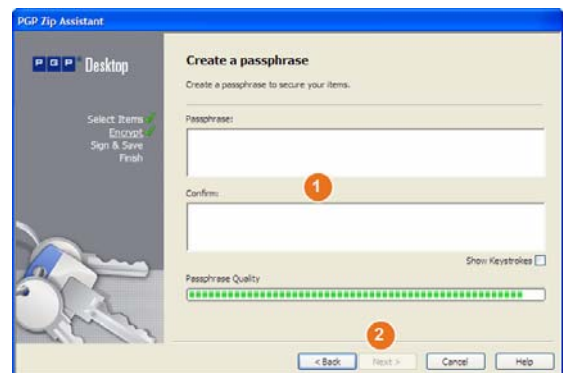 PGP Zip Assistant
PGP Desktop
Select Items
Encrypt
Sign & Save
Finish
Create a passphrase
Create a passphrase to secure your items.
Passphrase:
1
Confirm:
Show Keystrokes
Passphrase Quality
2
< Back
Next >
Cancel
Help